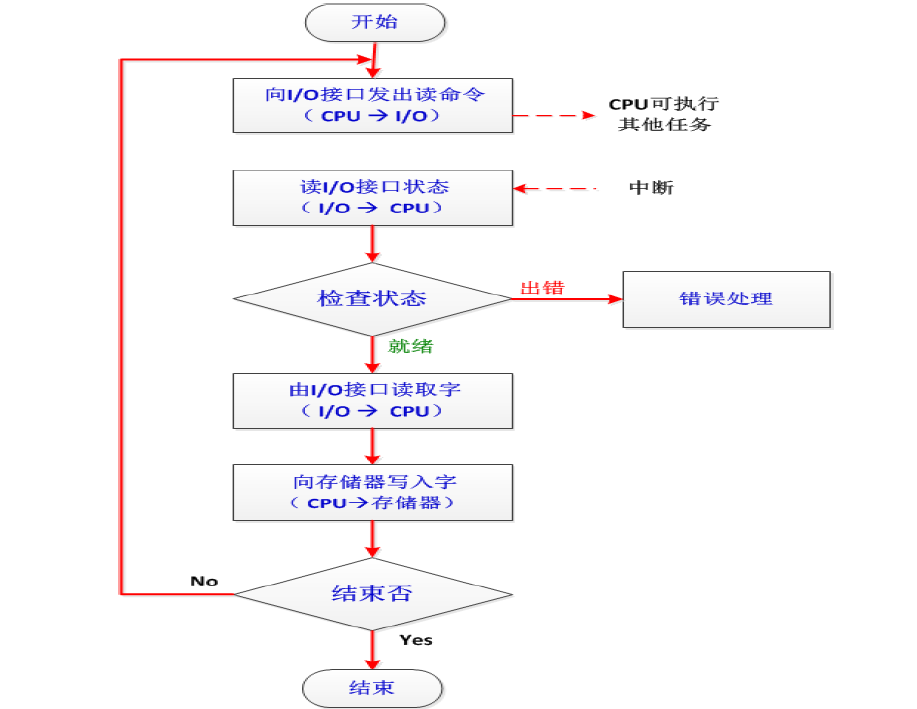 开始
向I/O接口发出读命令
（ CPU → I/O）
CPU可执行
其他任务
读I/O接口状态
（ I/O → CPU）
中断
检查状态
出错
错误处理
就绪
由I/O接口读取字
（ I/O → CPU）
向存储器写入字
（ CPU→存储器）
结束否
No
Yes
结束